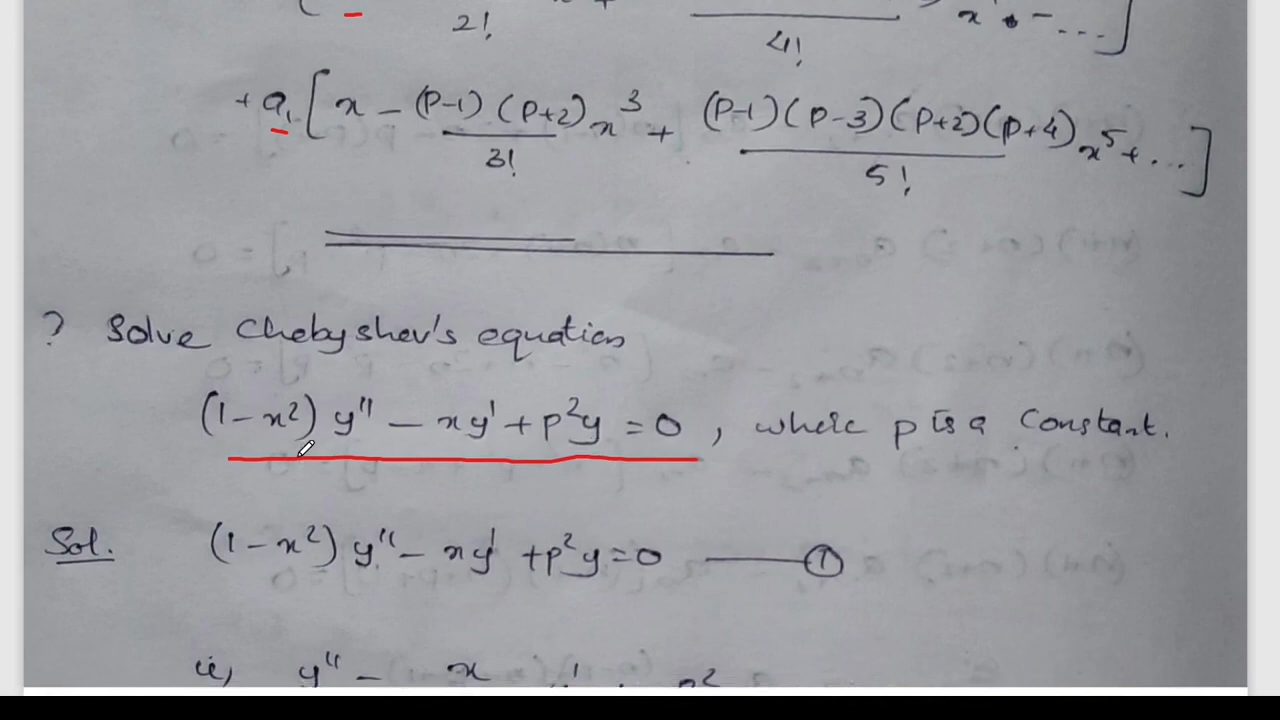 2! 4! x
+ a₁ [ x - (P-1)(P+2)/3! x³ + (P-1)(P-3)(P+2)(P+4)/5! x⁵ + ... ]
? Solve Chebyshev's equation
(1-x²) y'' - xy' + p²y = 0 , where p is a constant.
Sol. (1-x²) y'' - xy' + p²y = 0 ——— ①
ie, y'' - x